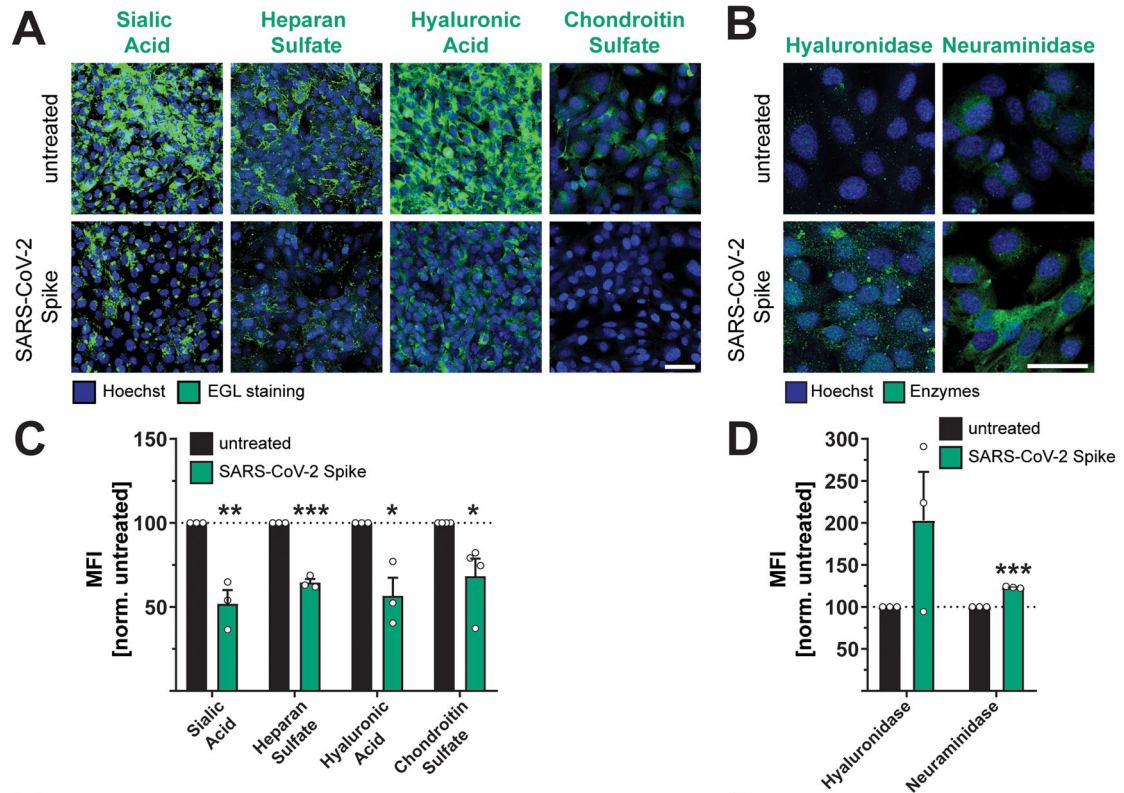 A
Sialic
Acid
Heparan
Sulfate
Hyaluronic
Acid
Chondroitin
Sulfate
untreated
SARS-CoV-2
Spike
Hoechst
EGL staining
B
Hyaluronidase
Neuraminidase
untreated
SARS-CoV-2
Spike
Hoechst
Enzymes
C
MFI
[norm. untreated]
150
100
50
untreated
SARS-CoV-2 Spike
**
***
*
*
Sialic
Acid
Heparan
Sulfate
Hyaluronic
Acid
Chondroitin
Sulfate
D
MFI
[norm. untreated]
300
250
200
150
100
50
untreated
SARS-CoV-2 Spike
***
Hyaluronidase
Neuraminidase